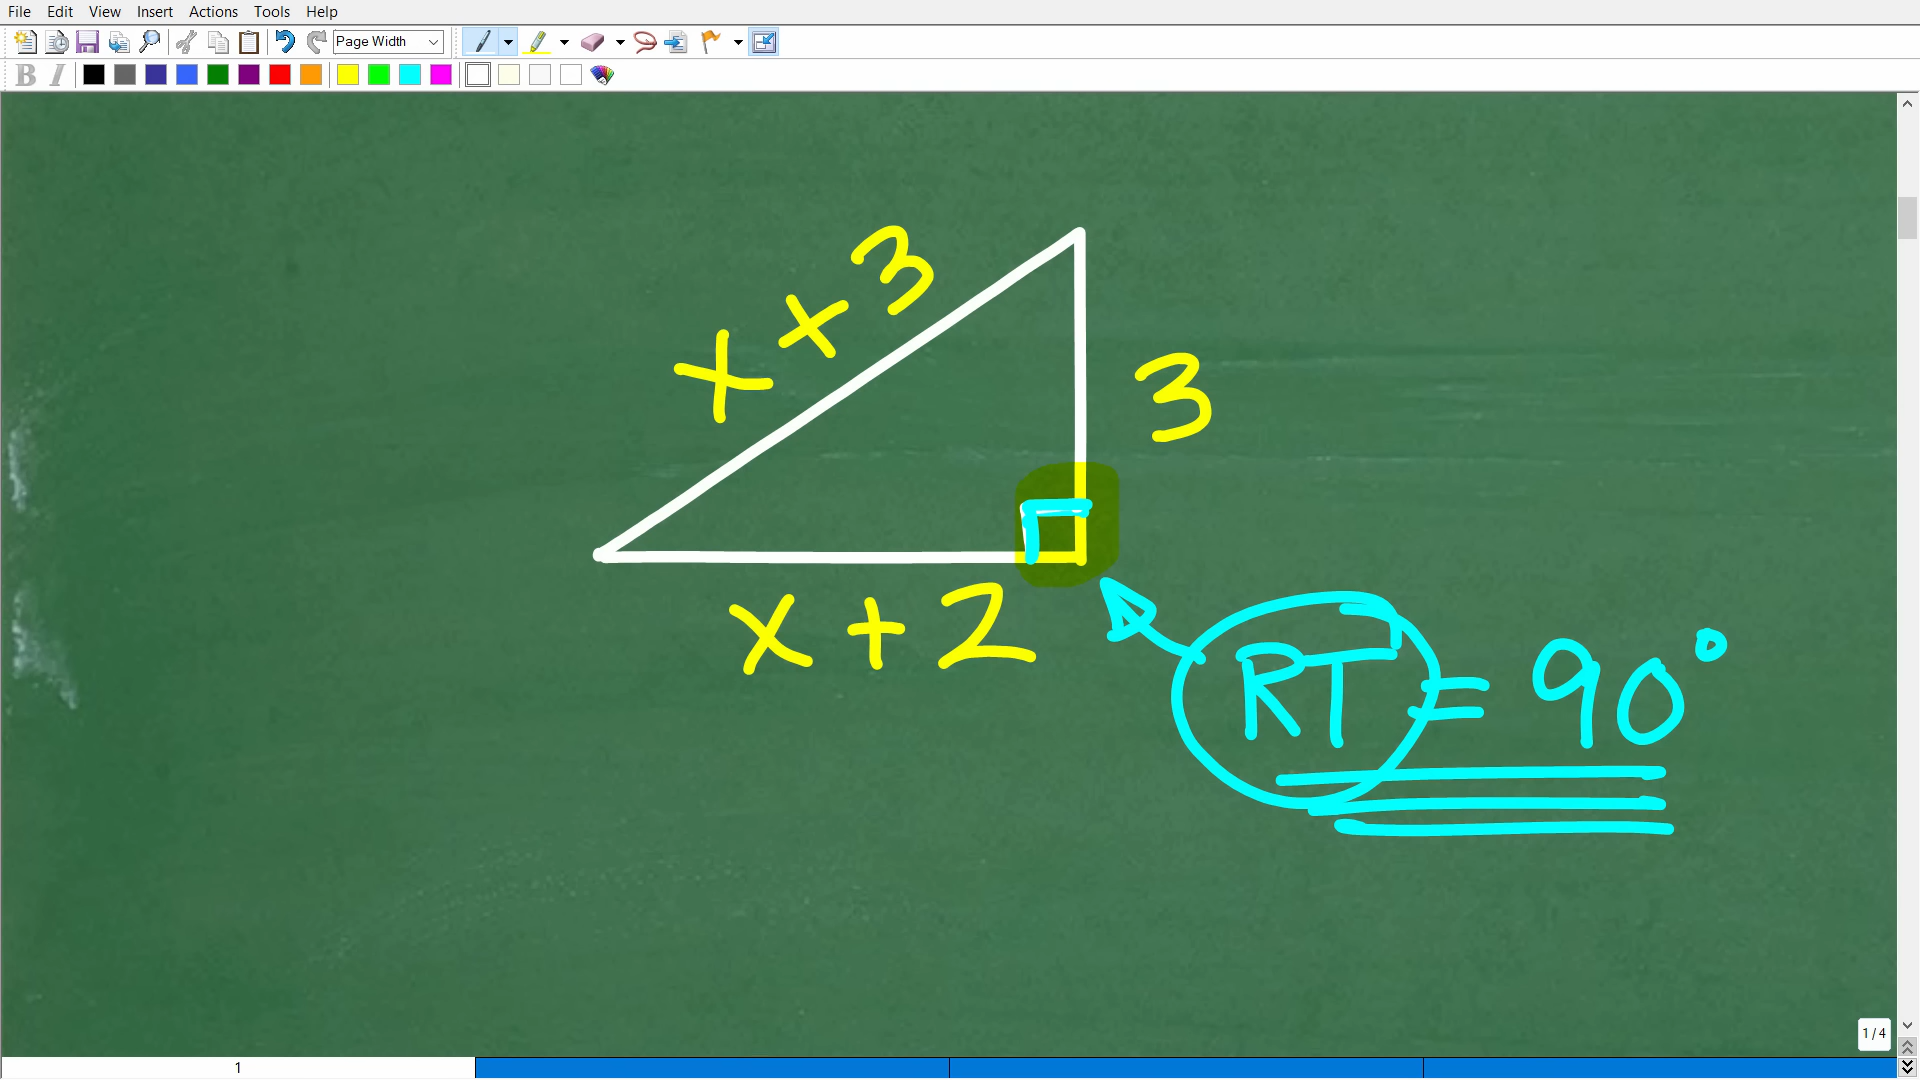 File Edit View Insert Actions Tools Help
Page Width
B I
x + 3
3
x + 2
RT = 90°
1 / 4
1